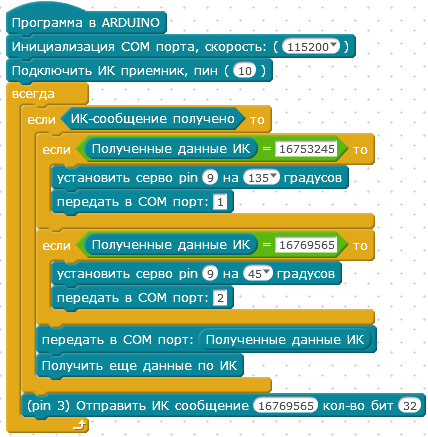 Программа в ARDUINO
Инициализация COM порта, скорость: ( 115200 )
Подключить ИК приемник, пин ( 10 )
всегда
если ИК-сообщение получено то
если Полученные данные ИК = 16753245 то
установить серво pin 9 на 135 градусов
передать в COM порт: 1
если Полученные данные ИК = 16769565 то
установить серво pin 9 на 45 градусов
передать в COM порт: 2
передать в COM порт: Полученные данные ИК
Получить еще данные по ИК
(pin 3) Отправить ИК сообщение 16769565 кол-во бит 32